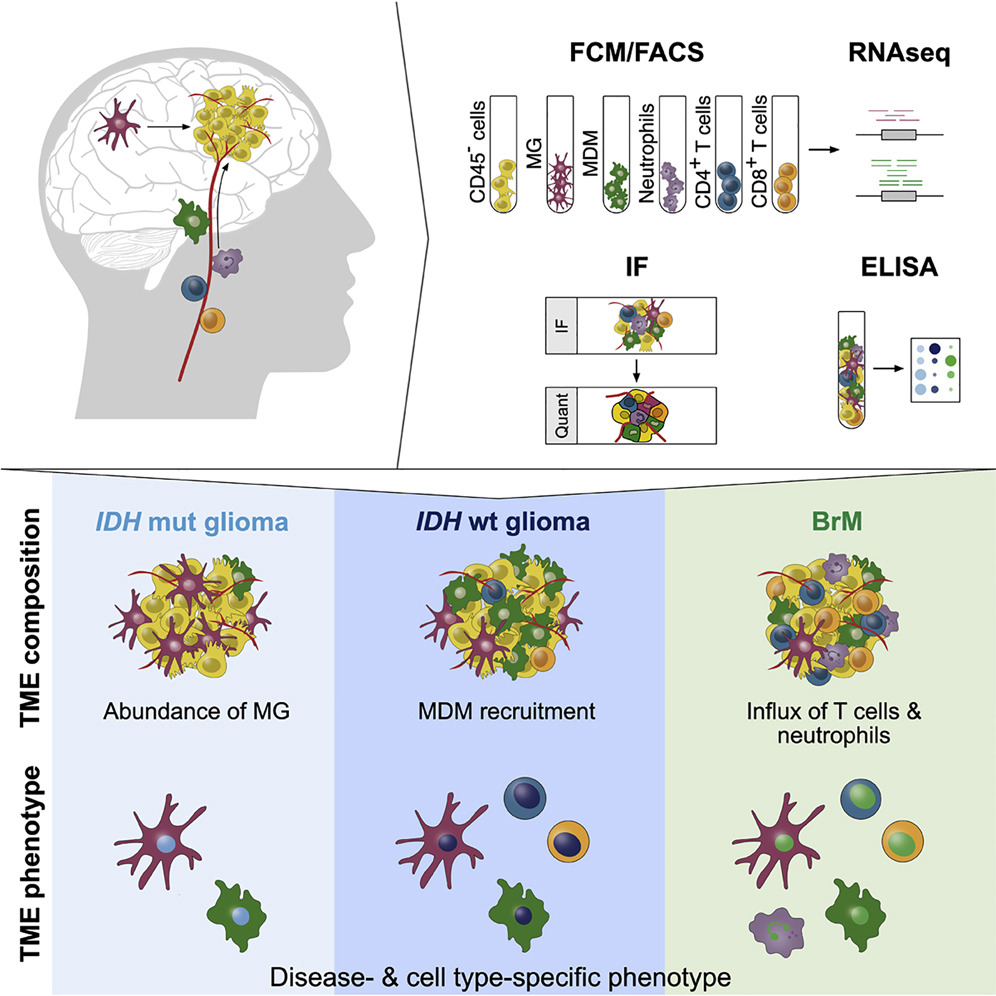 FCM/FACS
RNAseq
CD45⁻ cells
MG
MDM
Neutrophils
CD4⁺ T cells
CD8⁺ T cells
IF
ELISA
IF
Quant
IDH mut glioma
IDH wt glioma
BrM
TME composition
Abundance of MG
MDM recruitment
Influx of T cells &
neutrophils
TME phenotype
Disease- & cell type-specific phenotype